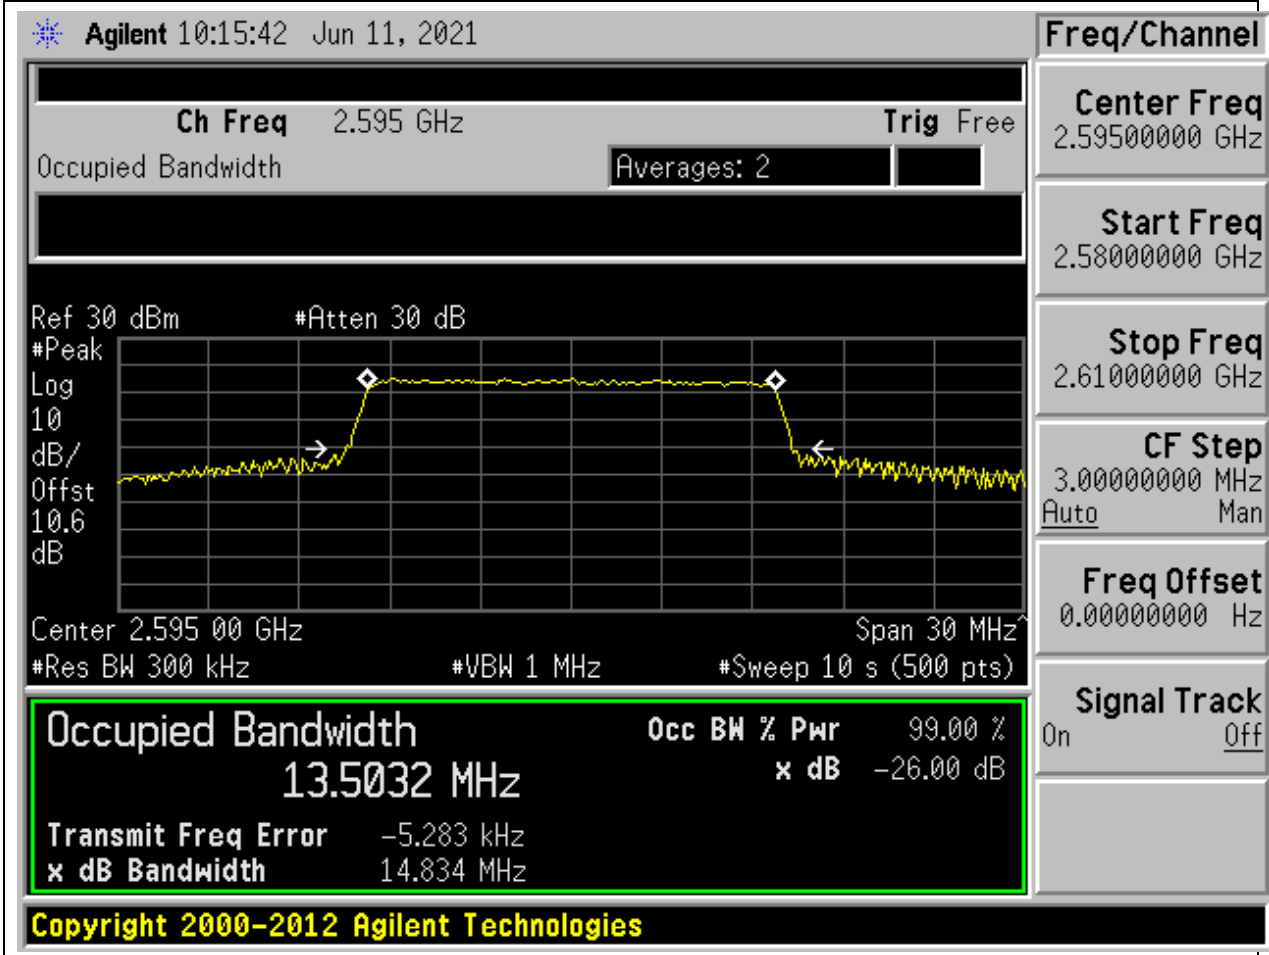 Agilent 10:15:42 Jun 11, 2021
Freq/Channel
Ch Freq 2.595 GHz Trig Free
Occupied Bandwidth Averages: 2
Center Freq
2.59500000 GHz
Start Freq
2.58000000 GHz
Stop Freq
2.61000000 GHz
CF Step
3.00000000 MHz
Auto Man
Freq Offset
0.00000000 Hz
Signal Track
On Off
Ref 30 dBm #Atten 30 dB
#Peak
Log
10
dB/
Offst
10.6
dB
Center 2.595 00 GHz Span 30 MHz^
#Res BW 300 kHz #VBW 1 MHz #Sweep 10 s (500 pts)
Occupied Bandwidth Occ BW % Pwr 99.00 %
13.5032 MHz x dB -26.00 dB
Transmit Freq Error -5.283 kHz
x dB Bandwidth 14.834 MHz
Copyright 2000-2012 Agilent Technologies